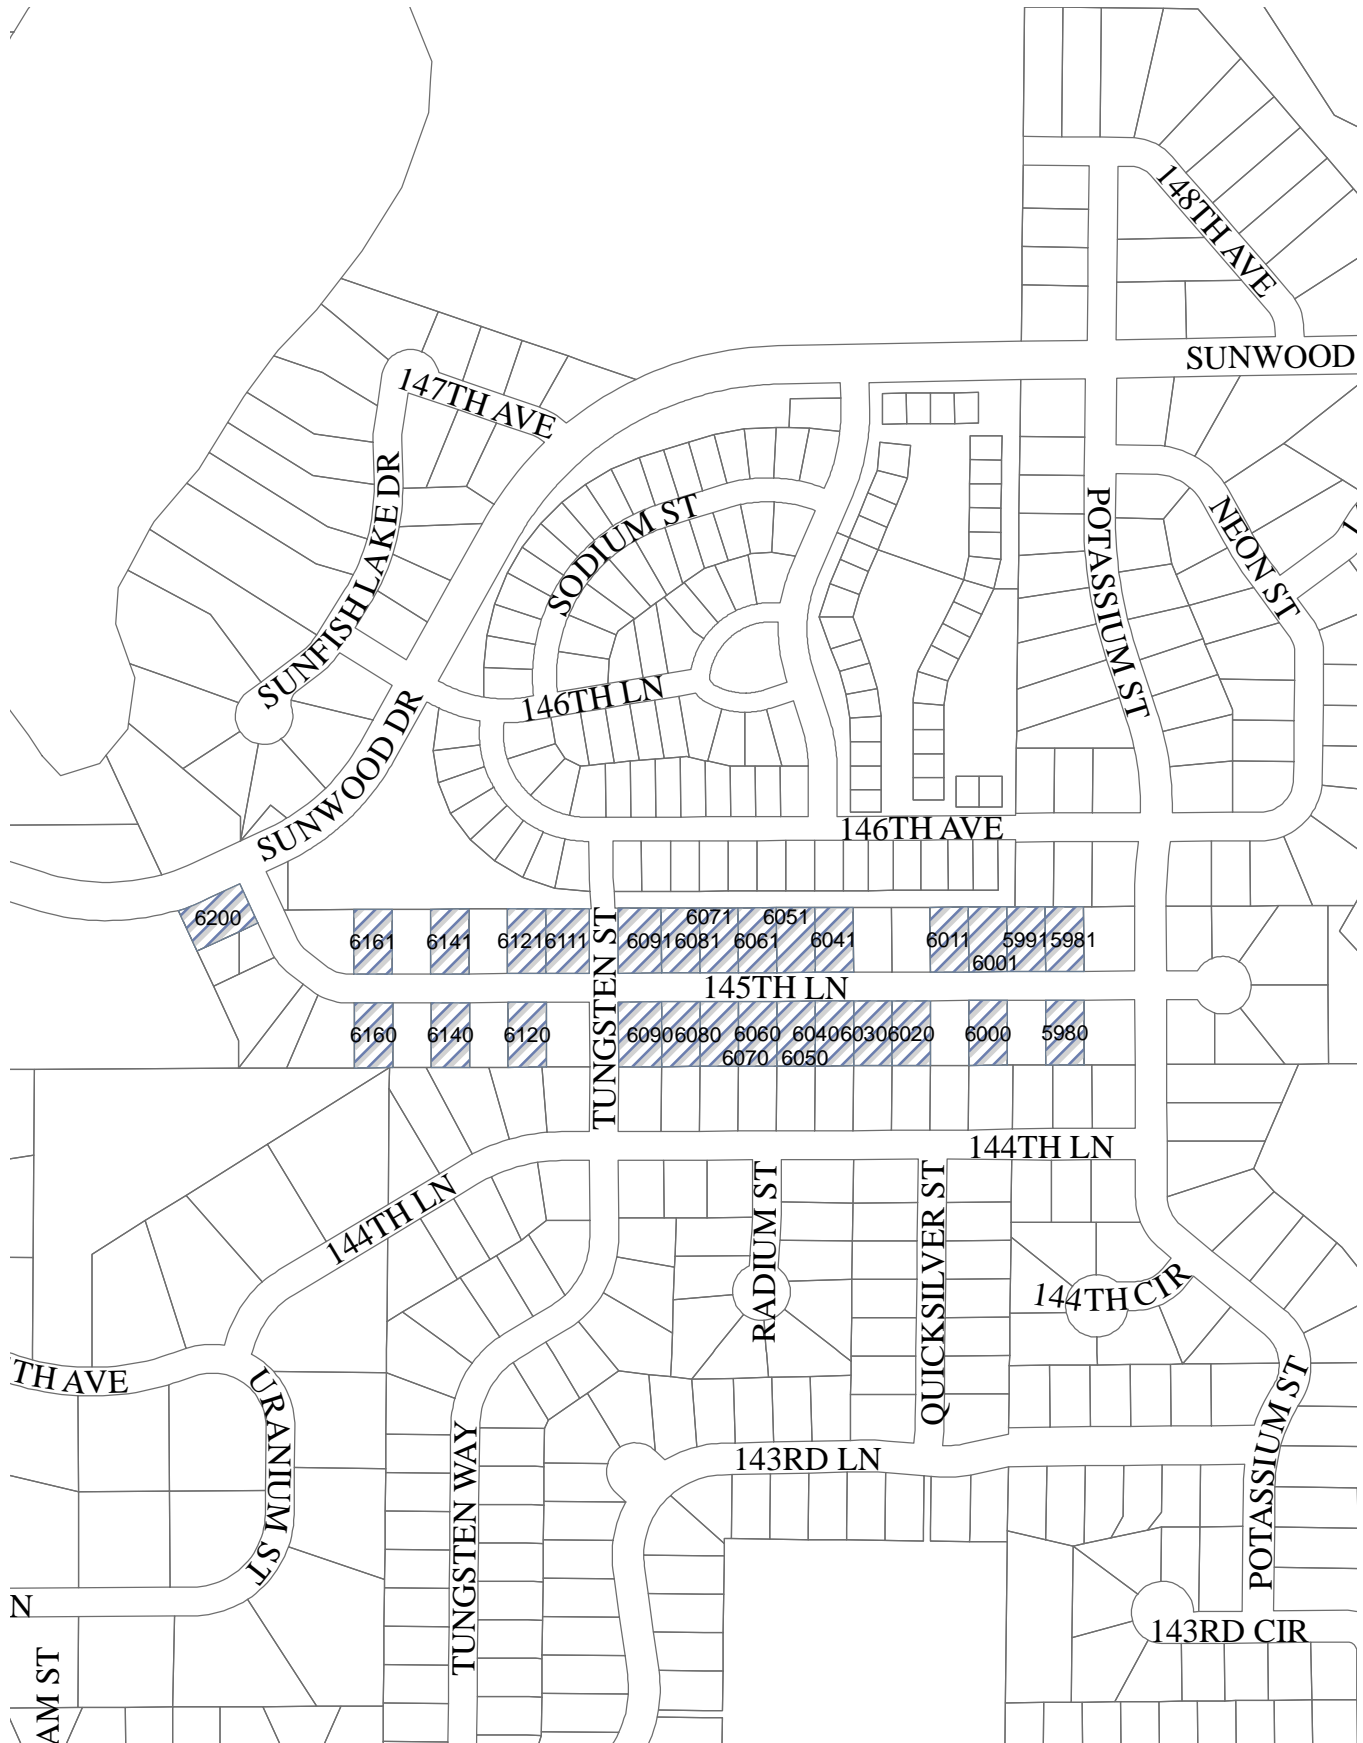 148TH AVE
SUNWOOD
147TH AVE
SUNFISH LAKE DR
SODIUM ST
POTASSIUM ST
NEON ST
146TH LN
SUNWOOD DR
146TH AVE
6200
6071 6051
6161 6141 6121 6111 6091 6081 6061 6041 6011 5991 5981
6001
TUNGSTEN ST
145TH LN
6160 6140 6120 6090 6080 6060 6040 6030 6020 6000 5980
6070 6050
144TH LN
144TH LN
RADIUM ST
QUICKSILVER ST
144TH CIR
TH AVE
URANIUM ST
TUNGSTEN WAY
143RD LN
POTASSIUM ST
N
143RD CIR
AM ST